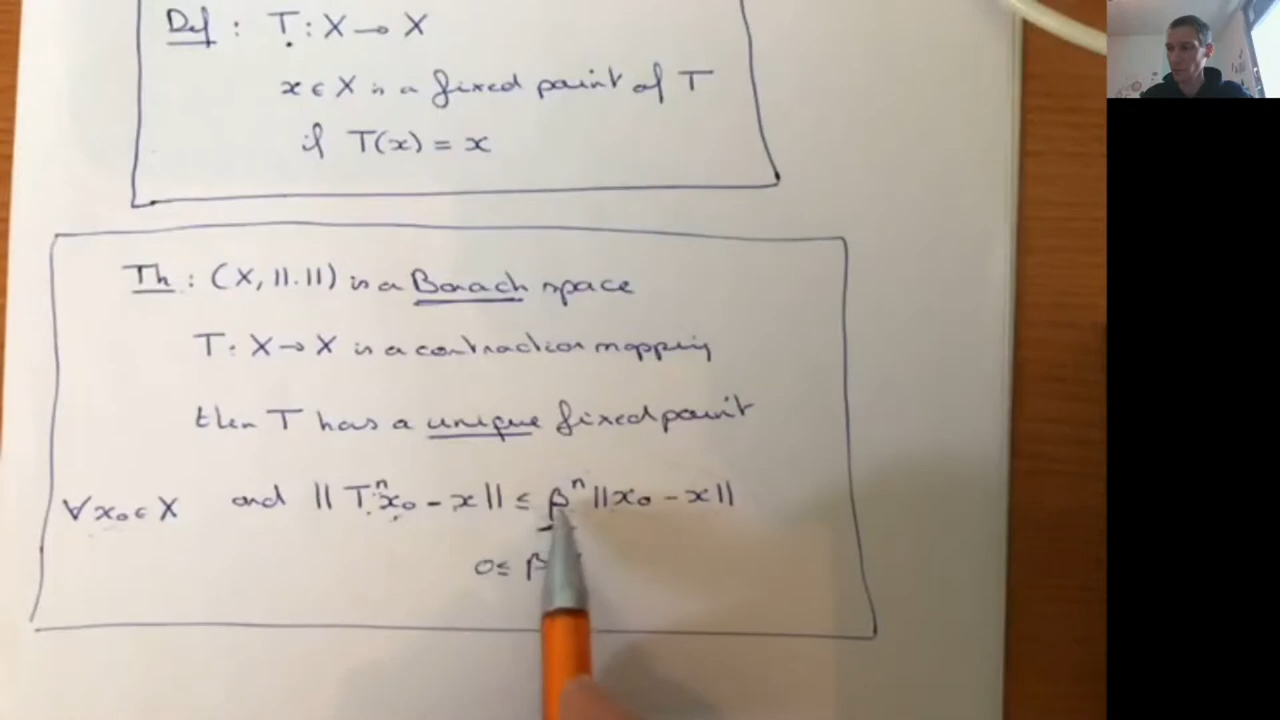 Def : T : X → X
x ∈ X is a fixed point of T
if T(x) = x
Th : (X, ||.||) is a Banach space
T : X → X is a contraction mapping
then T has a unique fixed point
∀ x₀ ∈ X and || Tⁿx₀ - x || ≤ βⁿ ||x₀ - x||
0 ≤ β